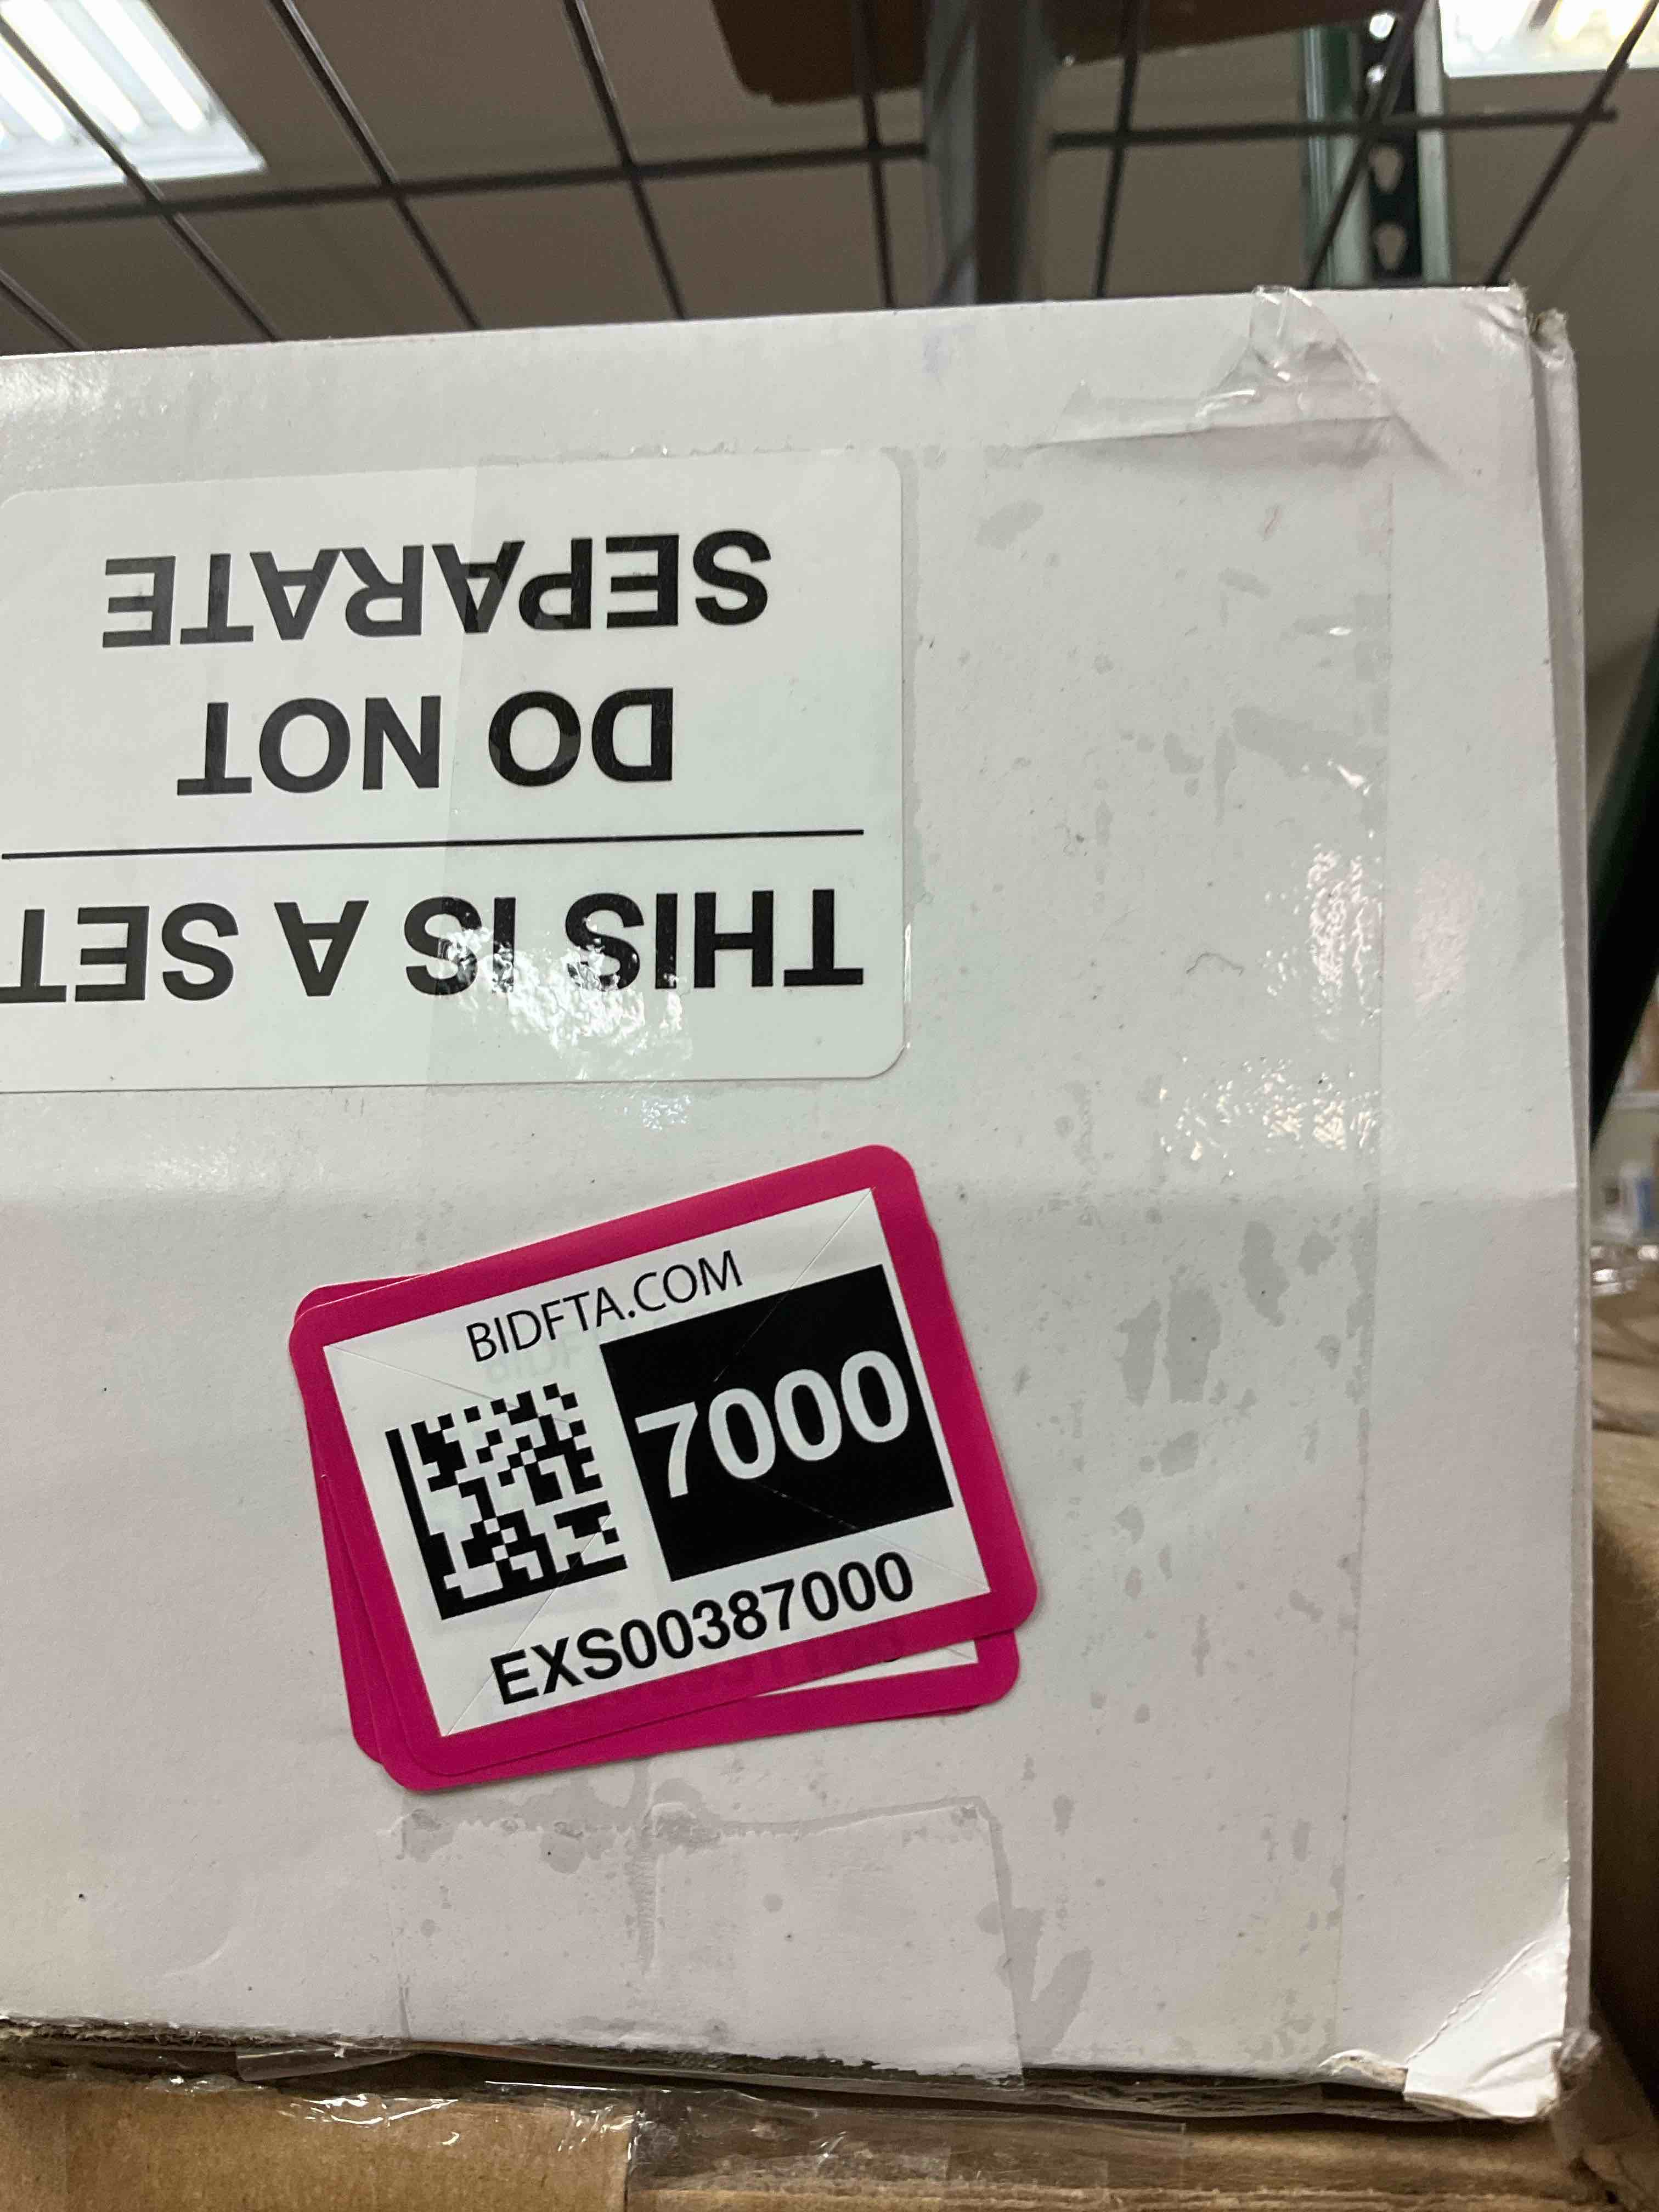 THIS IS A SET
DO NOT
SEPARATE
BIDFTA.COM
7000
EXS00387000